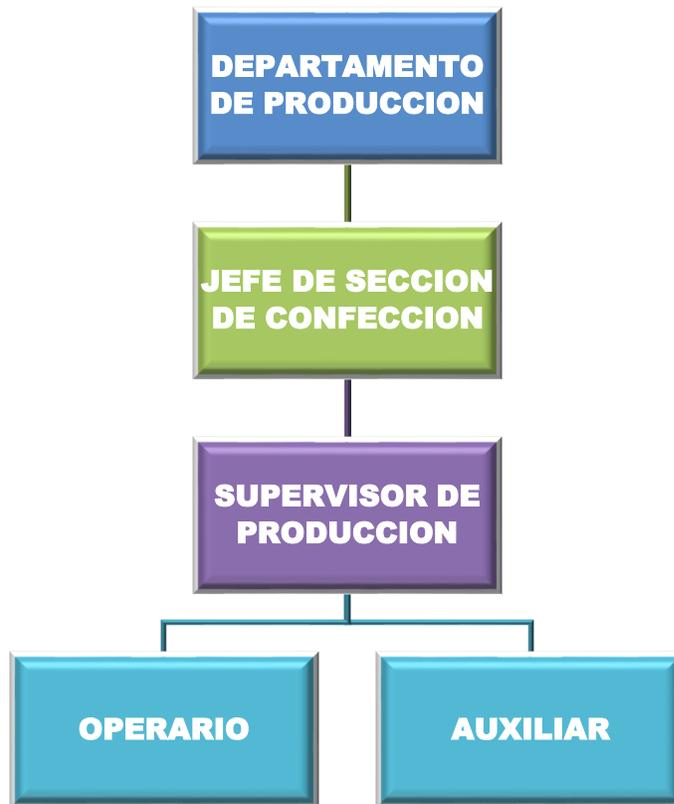 DEPARTAMENTO
DE PRODUCCION
JEFE DE SECCION
DE CONFECCION
SUPERVISOR DE
PRODUCCION
OPERARIO
AUXILIAR